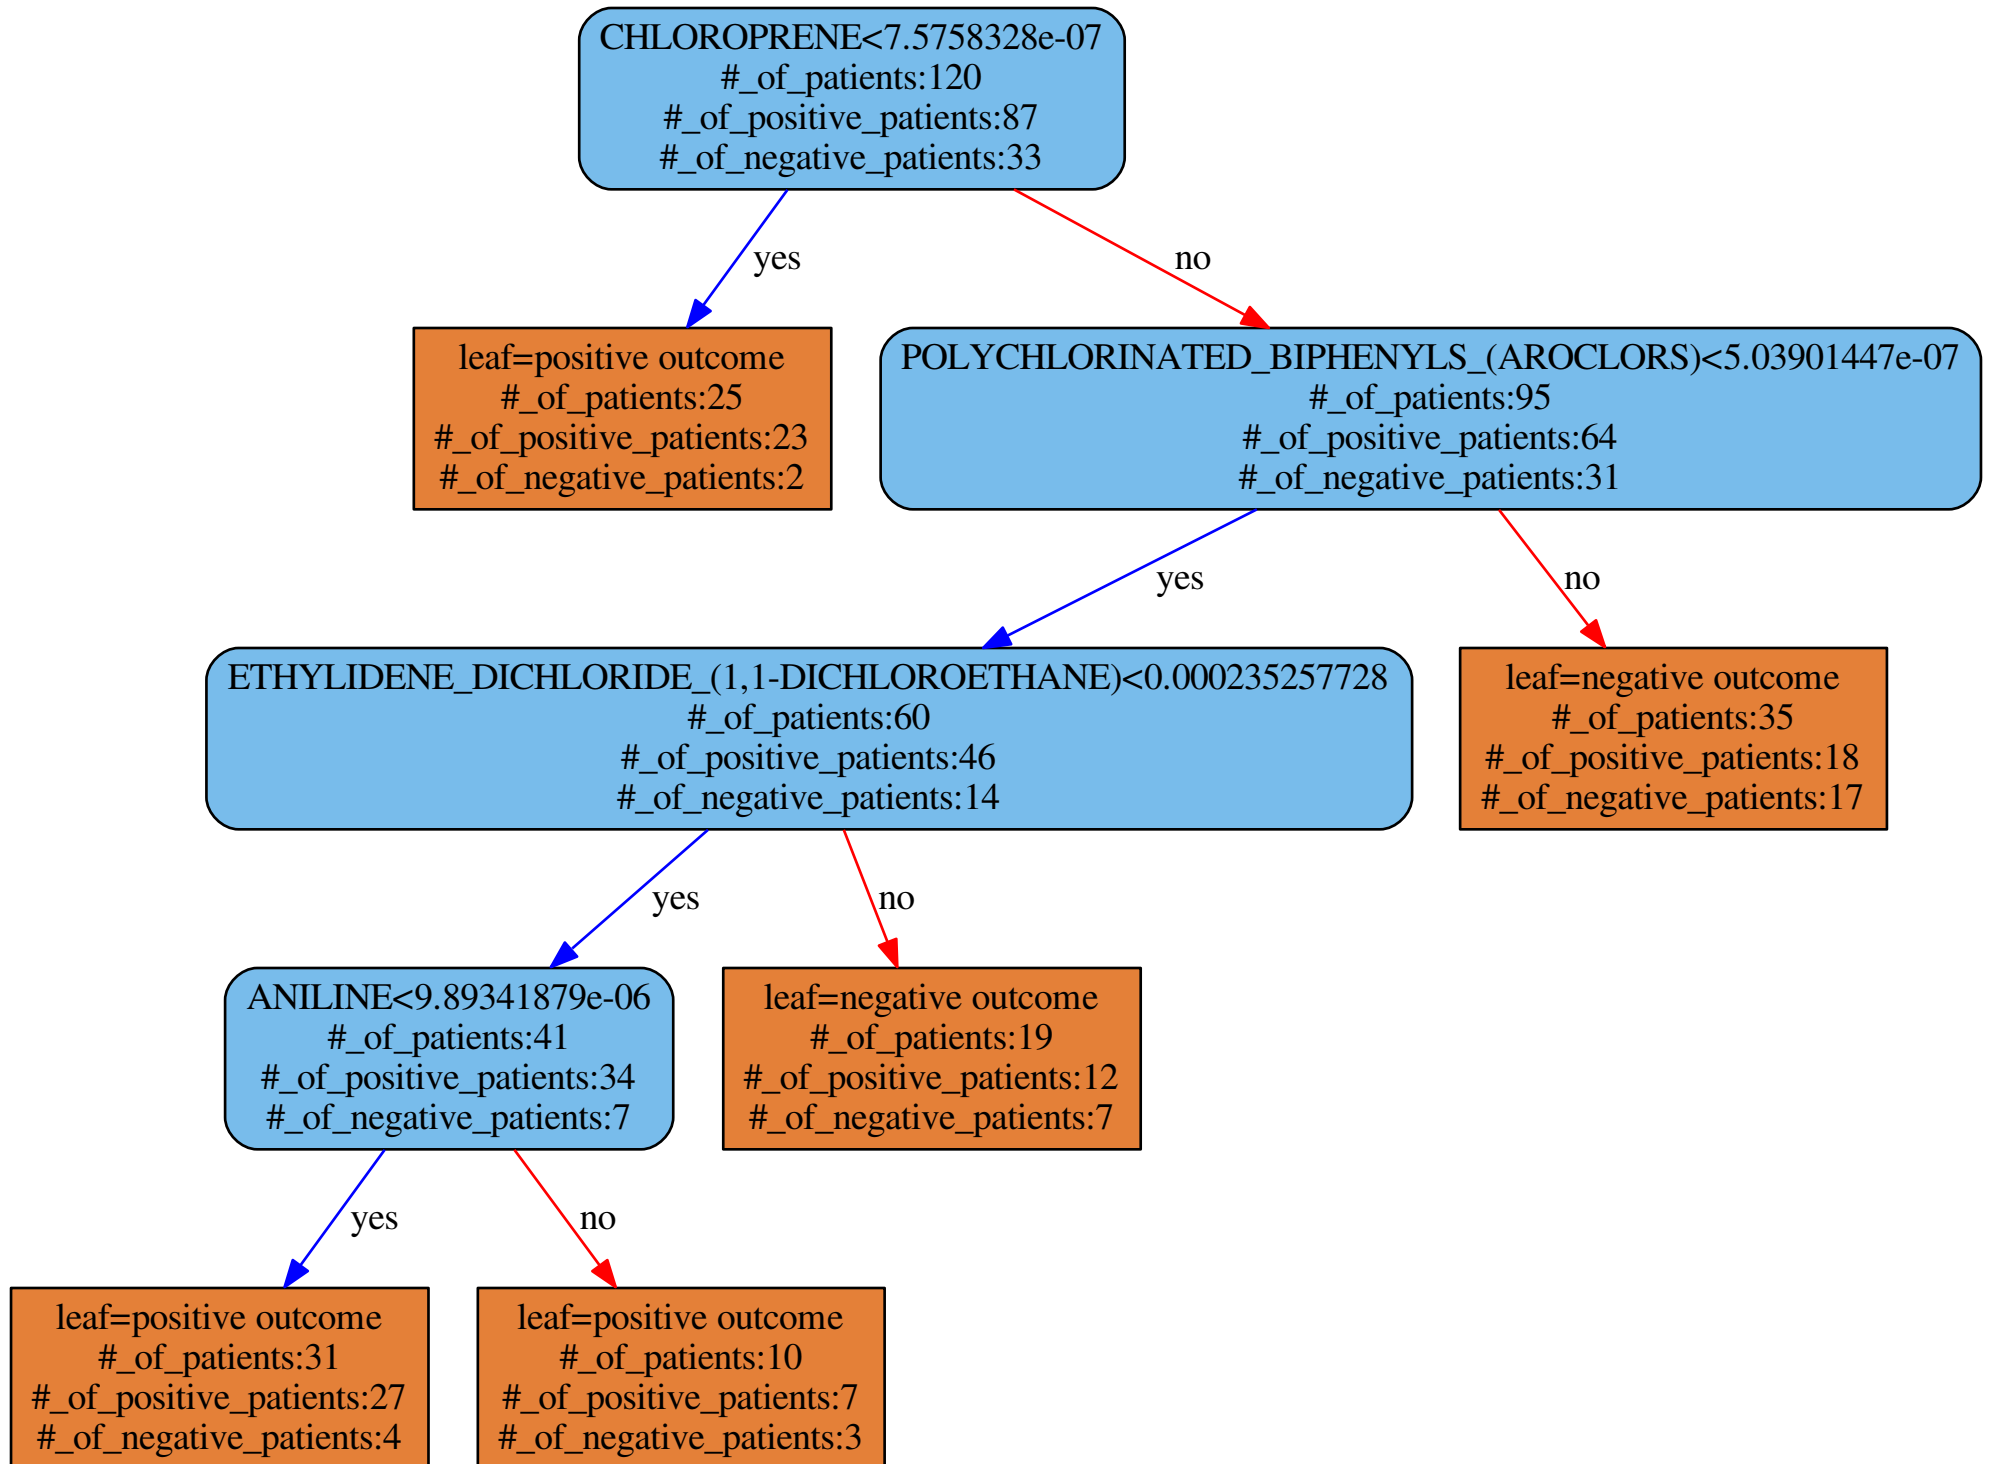 CHLOROPRENE<7.5758328e-07
#_of_patients:120
#_of_positive_patients:87
#_of_negative_patients:33
yes
no
leaf=positive outcome
#_of_patients:25
#_of_positive_patients:23
#_of_negative_patients:2
POLYCHLORINATED_BIPHENYLS_(AROCLORS)<5.03901447e-07
#_of_patients:95
#_of_positive_patients:64
#_of_negative_patients:31
yes
no
ETHYLIDENE_DICHLORIDE_(1,1-DICHLOROETHANE)<0.000235257728
#_of_patients:60
#_of_positive_patients:46
#_of_negative_patients:14
leaf=negative outcome
#_of_patients:35
#_of_positive_patients:18
#_of_negative_patients:17
yes
no
ANILINE<9.89341879e-06
#_of_patients:41
#_of_positive_patients:34
#_of_negative_patients:7
leaf=negative outcome
#_of_patients:19
#_of_positive_patients:12
#_of_negative_patients:7
yes
no
leaf=positive outcome
#_of_patients:31
#_of_positive_patients:27
#_of_negative_patients:4
leaf=positive outcome
#_of_patients:10
#_of_positive_patients:7
#_of_negative_patients:3